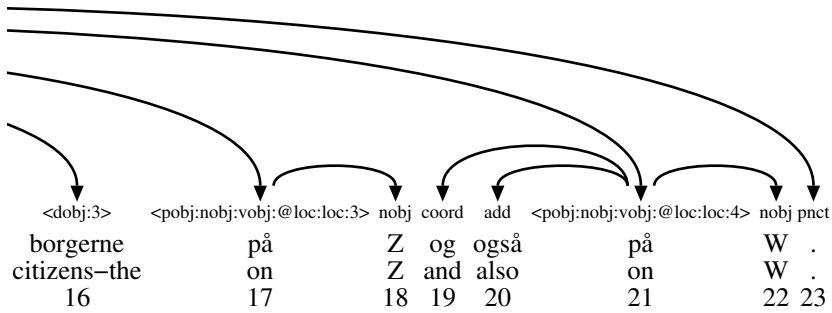 <dobj:3> <pobj:nobj:vobj:@loc:loc:3> nobj coord add <pobj:nobj:vobj:@loc:loc:4> nobj pnct
borgerne på Z og også på W .
citizens−the on Z and also on W .
16 17 18 19 20 21 22 23